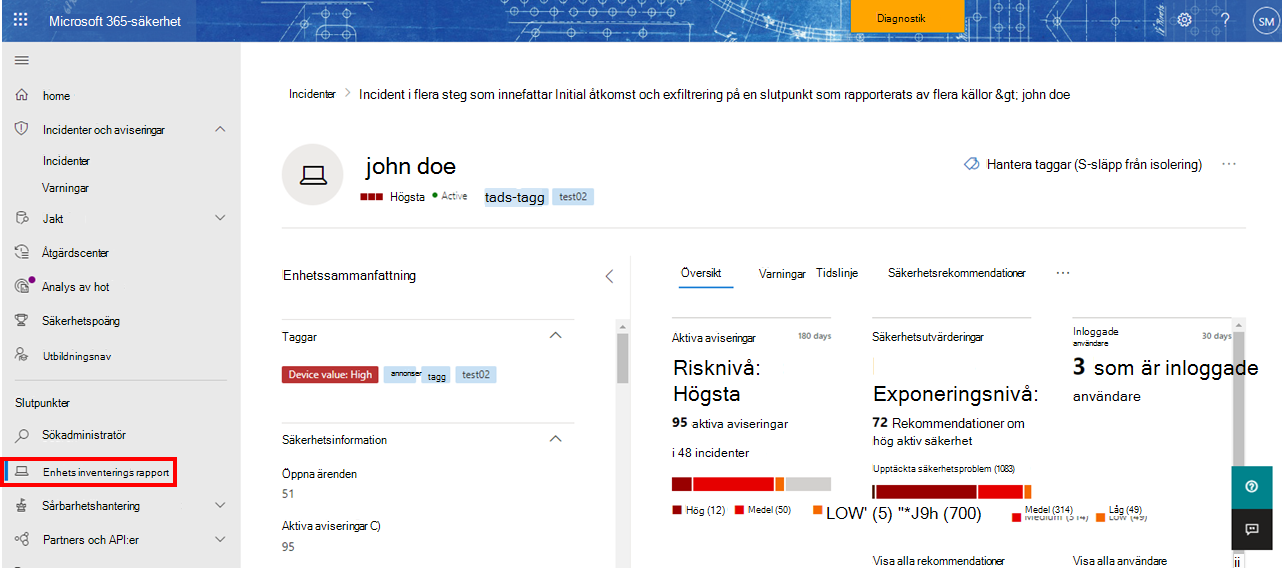 Microsoft 365-säkerhet
Diagnostik
?
SM
home
Incidenter och aviseringar
Incidenter
Varningar
Jakt
Åtgärdscenter
Analys av hot
Säkerhetspoäng
Utbildningsnav
Slutpunkter
Sökadministratör
Enhets inventerings rapport
Sårbarhetshantering
Partners och API:er
Incidenter > Incident i flera steg som innefattar Initial åtkomst och exfiltrering på en slutpunkt som rapporterats av flera källor &gt; john doe
john doe
Hantera taggar (S-släpp från isolering) ...
Högsta Active tads-tagg test02
Enhetssammanfattning
Taggar
Device value: High annonser tagg test02
Säkerhetsinformation
Öppna ärenden
51
Aktiva aviseringar C)
95
Översikt Varningar Tidslinje Säkerhetsrekommendationer ...
Aktiva aviseringar 180 days
Risknivå:
Högsta
95 aktiva aviseringar
i 48 incidenter
Hög (12) Medel (50) LOW' (5) "*J9h (700)
Säkerhetsutvärderingar
Exponeringsnivå:
72 Rekommendationer om
hög aktiv säkerhet
Upptäckta säkerhetsproblem (1083)
Medel (314) Låg (49)
Medium (314) Low (49)
Visa alla rekommendationer
Inloggade
användare
30 days
3 som är inloggade
användare
Visa alla användare